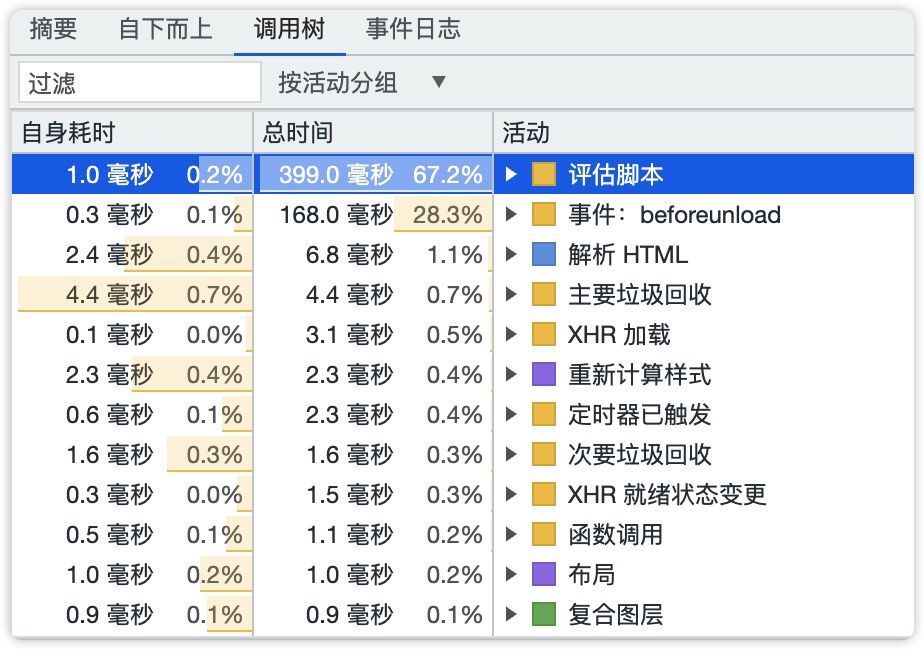 摘要 自下而上 调用树 事件日志
过滤 按活动分组 ▼
自身耗时 总时间 活动
1.0 毫秒 0.2% 399.0 毫秒 67.2% 评估脚本
0.3 毫秒 0.1% 168.0 毫秒 28.3% 事件：beforeunload
2.4 毫秒 0.4% 6.8 毫秒 1.1% 解析 HTML
4.4 毫秒 0.7% 4.4 毫秒 0.7% 主要垃圾回收
0.1 毫秒 0.0% 3.1 毫秒 0.5% XHR 加载
2.3 毫秒 0.4% 2.3 毫秒 0.4% 重新计算样式
0.6 毫秒 0.1% 2.3 毫秒 0.4% 定时器已触发
1.6 毫秒 0.3% 1.6 毫秒 0.3% 次要垃圾回收
0.3 毫秒 0.0% 1.5 毫秒 0.3% XHR 就绪状态变更
0.5 毫秒 0.1% 1.1 毫秒 0.2% 函数调用
1.0 毫秒 0.2% 1.0 毫秒 0.2% 布局
0.9 毫秒 0.1% 0.9 毫秒 0.1% 复合图层